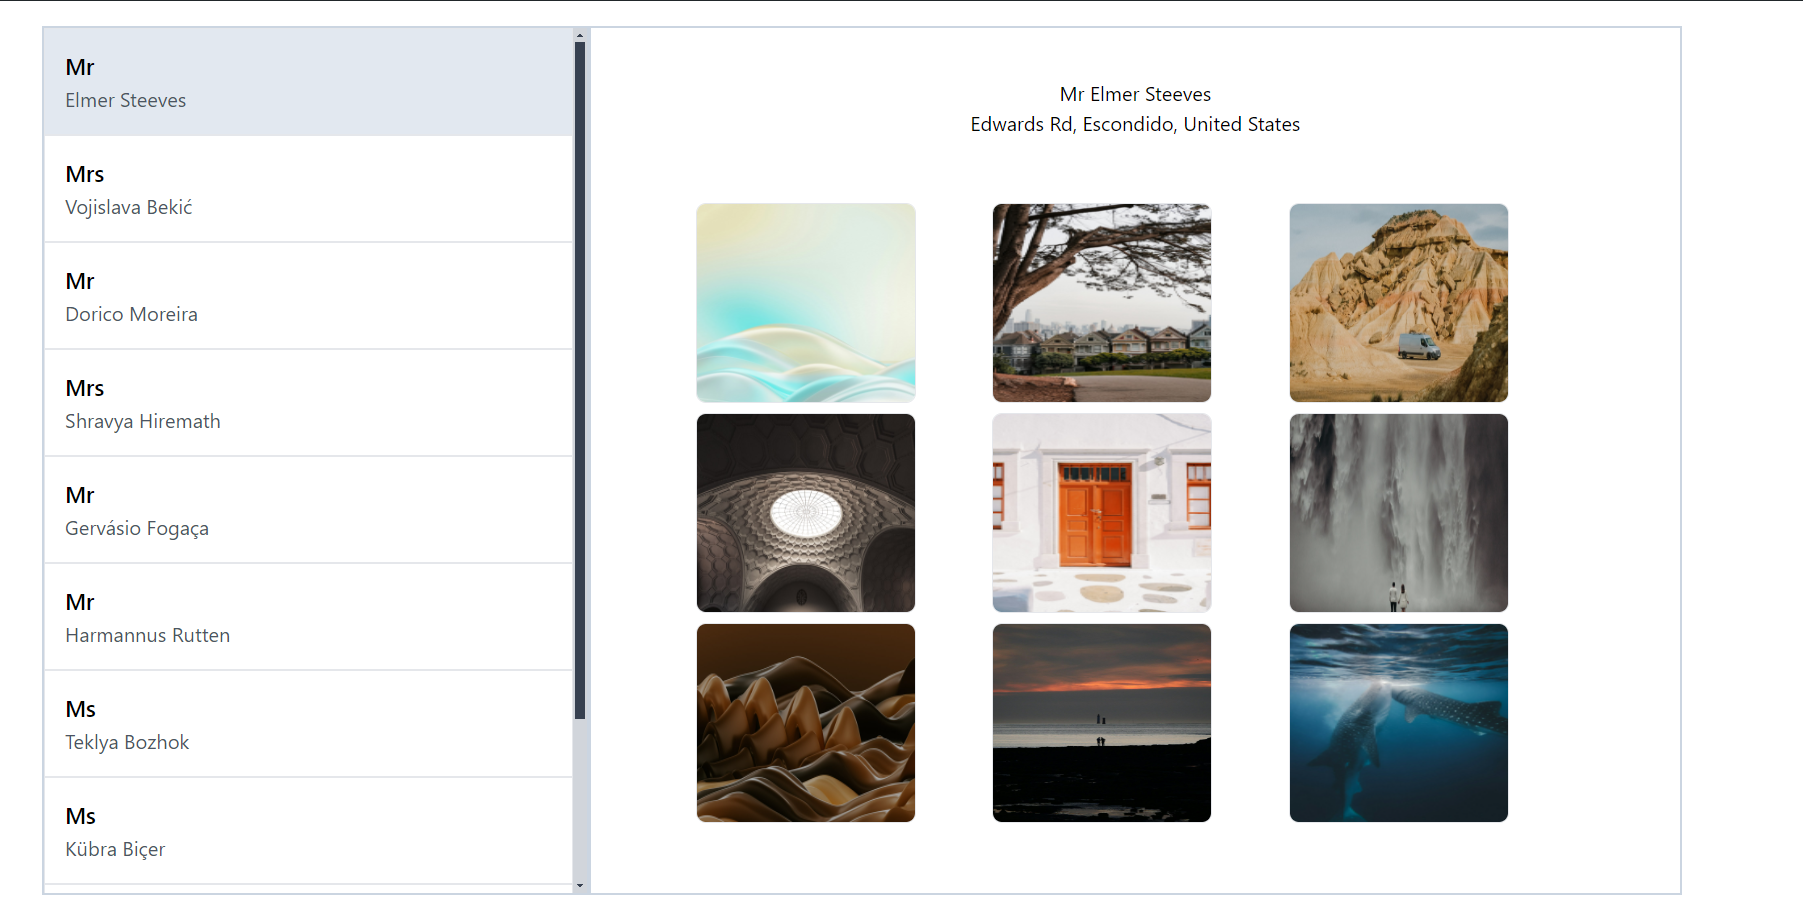 Mr
Elmer Steeves
Mrs
Vojislava Bekić
Mr
Dorico Moreira
Mrs
Shravya Hiremath
Mr
Gervásio Fogaça
Mr
Harmannus Rutten
Ms
Teklya Bozhok
Ms
Kübra Biçer
Mr Elmer Steeves
Edwards Rd, Escondido, United States